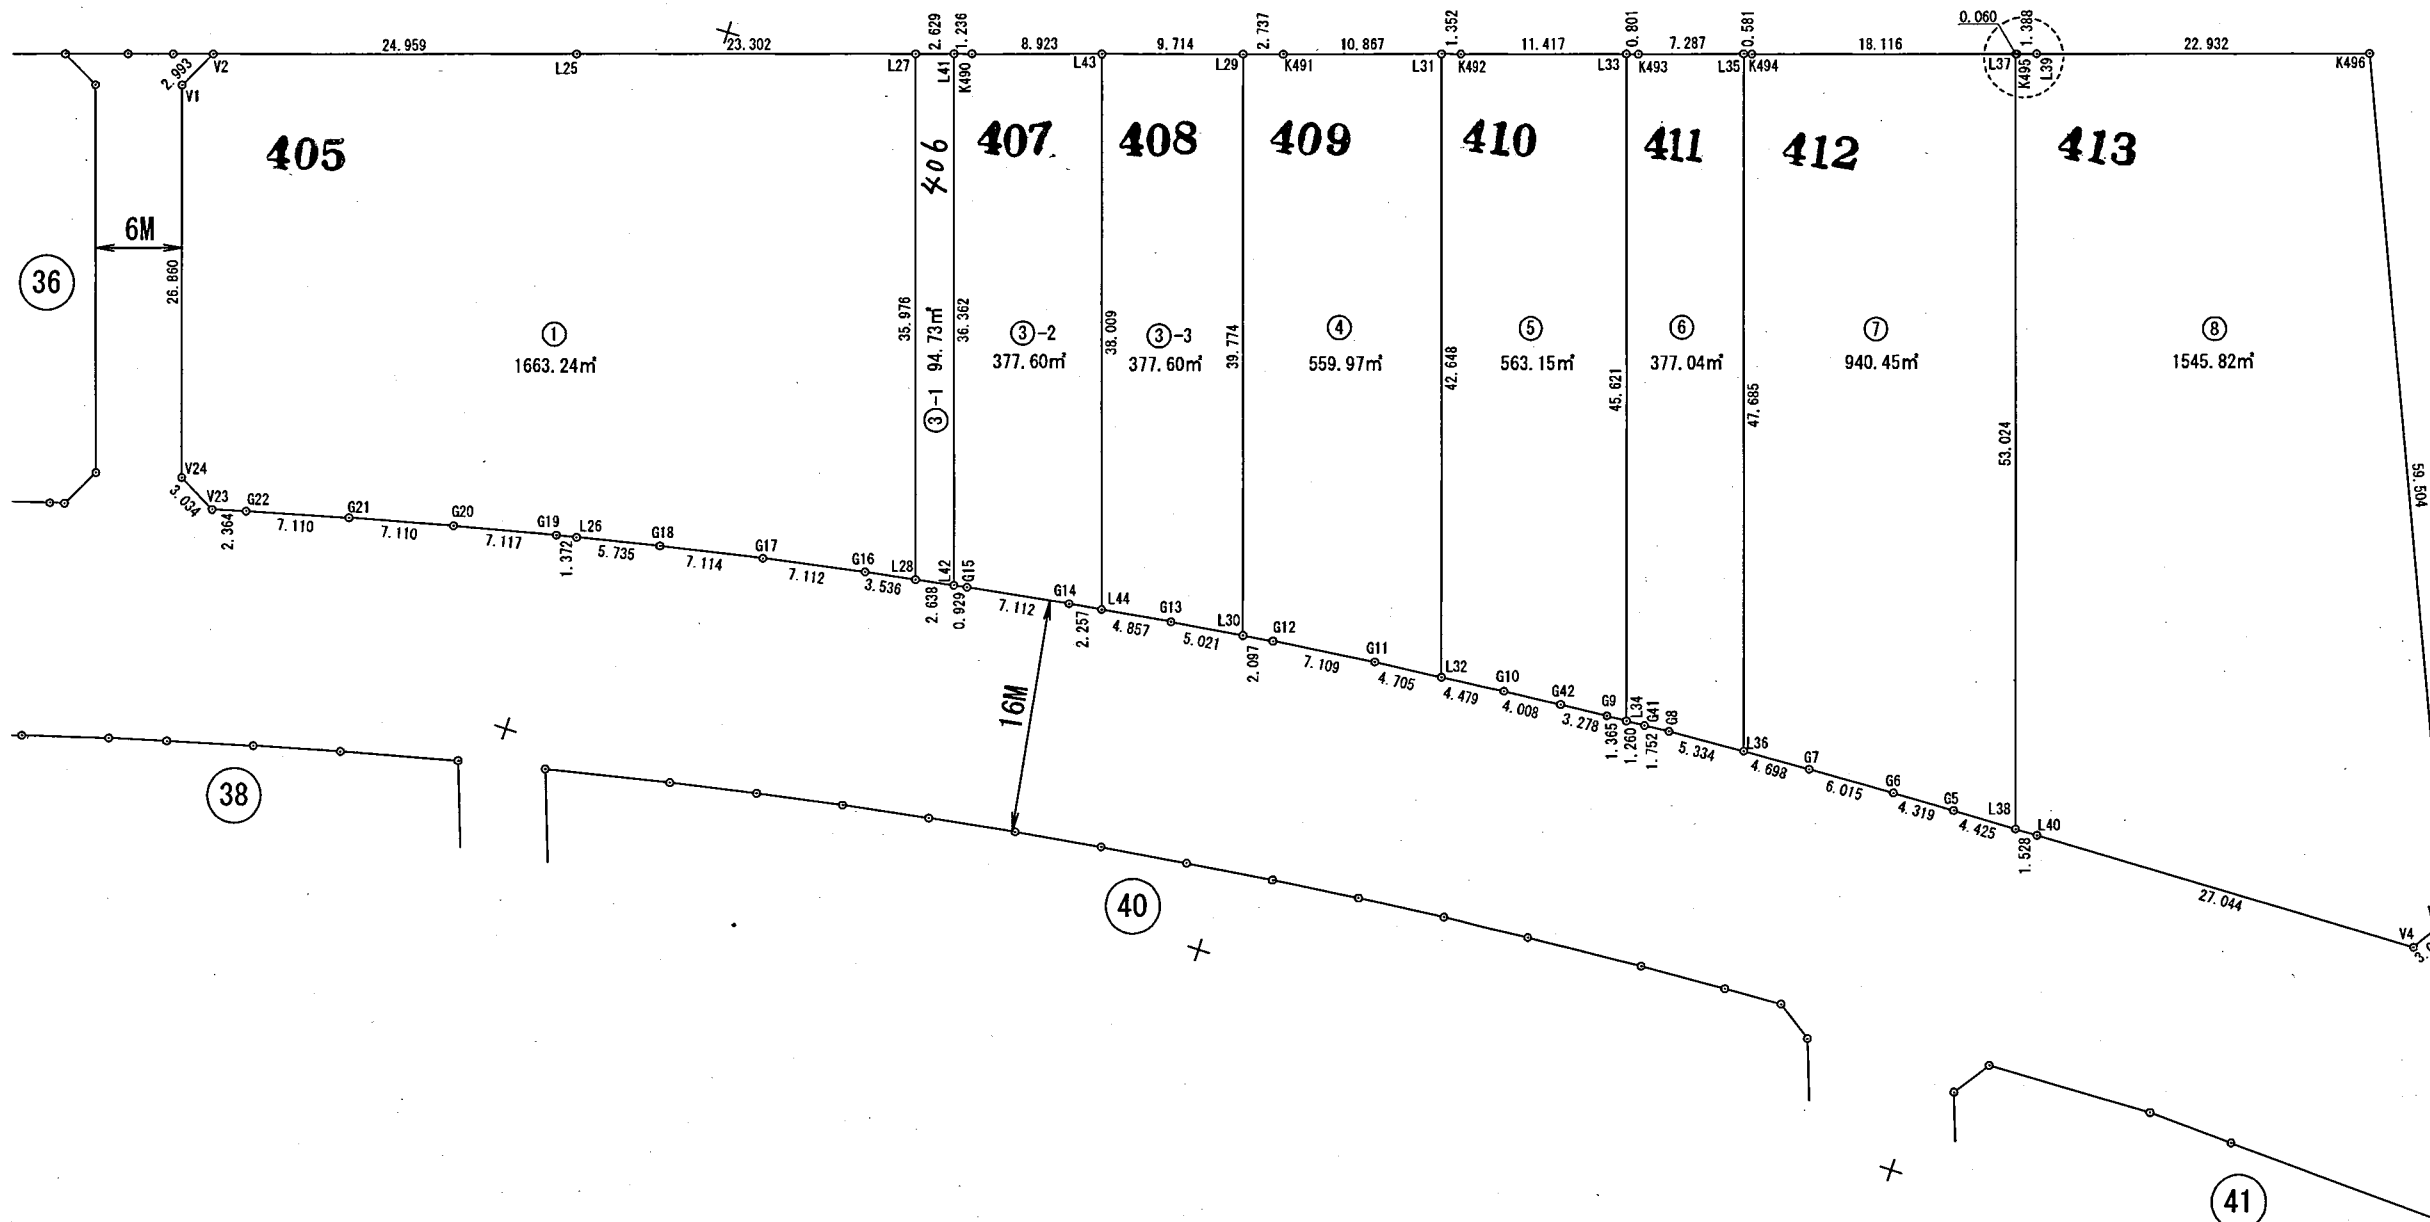 0.060
24.959 23.302 2.629 1.236 8.923 9.714 2.737 10.867 1.352 11.417 0.801 7.287 0.581 18.116 1.388 22.932
2.993 V2 L25 L27 L41 K490 L43 L29 K491 L31 K492 L33 K493 L35 K494 L37 K495 L39 K496
V1
405 406 407 408 409 410 411 412 413
6M
36
26.860 35.976 36.362 38.009 39.774 42.648 45.621 47.685 53.024 59.504
① ③-1 ③-2 ③-3 ④ ⑤ ⑥ ⑦ ⑧
1663.24㎡ 94.73㎡ 377.60㎡ 377.60㎡ 559.97㎡ 563.15㎡ 377.04㎡ 940.45㎡ 1545.82㎡
V24
3.034 V23 G22 G21 G20 G19 L26 G18 G17 G16 L28 L42 G15 G14 L44 G13 L30 G12 G11 L32 G10 G42 G9 L34 G41 G8 L36 G7 G6 G5 L38 L40 V4
2.364 7.110 7.110 7.117 1.372 5.735 7.114 7.112 3.536 2.638 0.929 7.112 2.257 4.857 5.021 2.097 7.109 4.705 4.479 4.008 3.278 1.365 1.260 1.752 5.334 4.698 6.015 4.319 4.425 1.528 27.044
16M
38
40
41